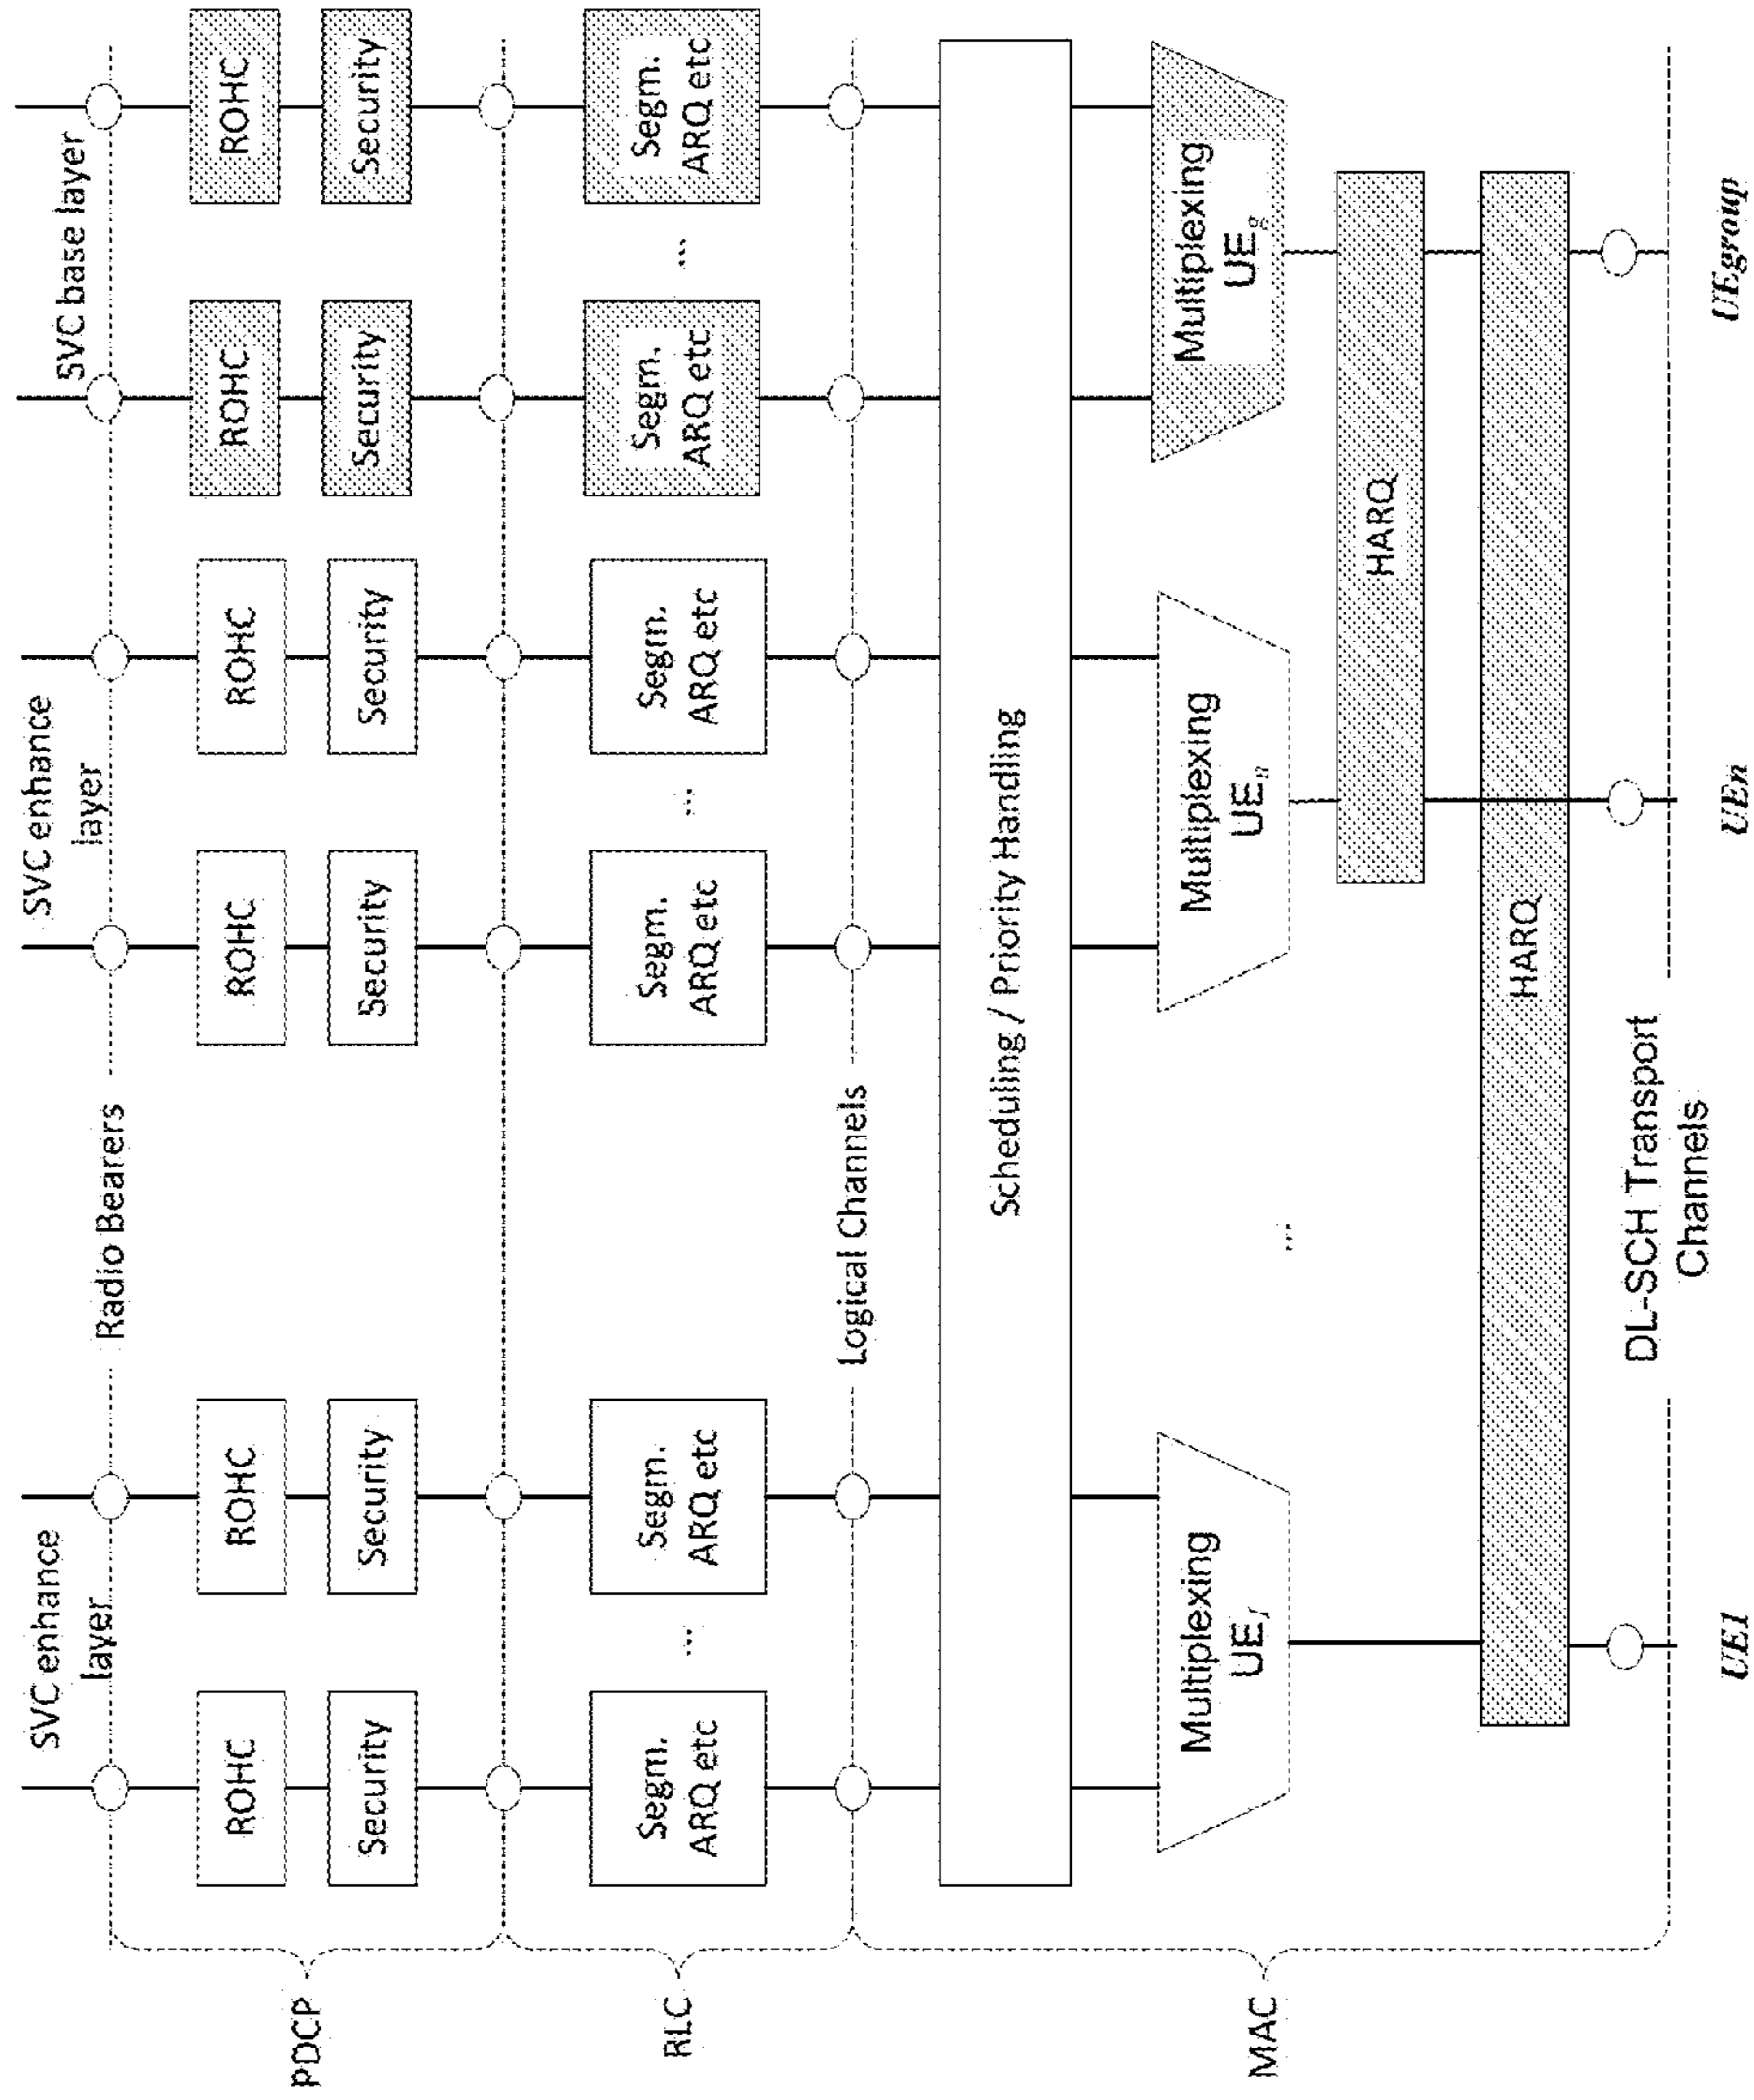 SVC enhance
layer
SVC enhance
layer
SVC base layer
Radio Bearers
PDCP
ROHC
ROHC
ROHC
ROHC
ROHC
ROHC
Security
Security
Security
Security
Security
Security
RLC
Segm.
ARQ etc
...
Segm.
ARQ etc
Segm.
ARQ etc
...
Segm.
ARQ etc
Segm.
ARQ etc
...
Segm.
ARQ etc
Logical Channels
MAC
Scheduling / Priority Handling
Multiplexing
UE1
...
Multiplexing
UEn
Multiplexing
UEg
HARQ
HARQ
DL-SCH Transport
Channels
UE1
UEn
UEgroup